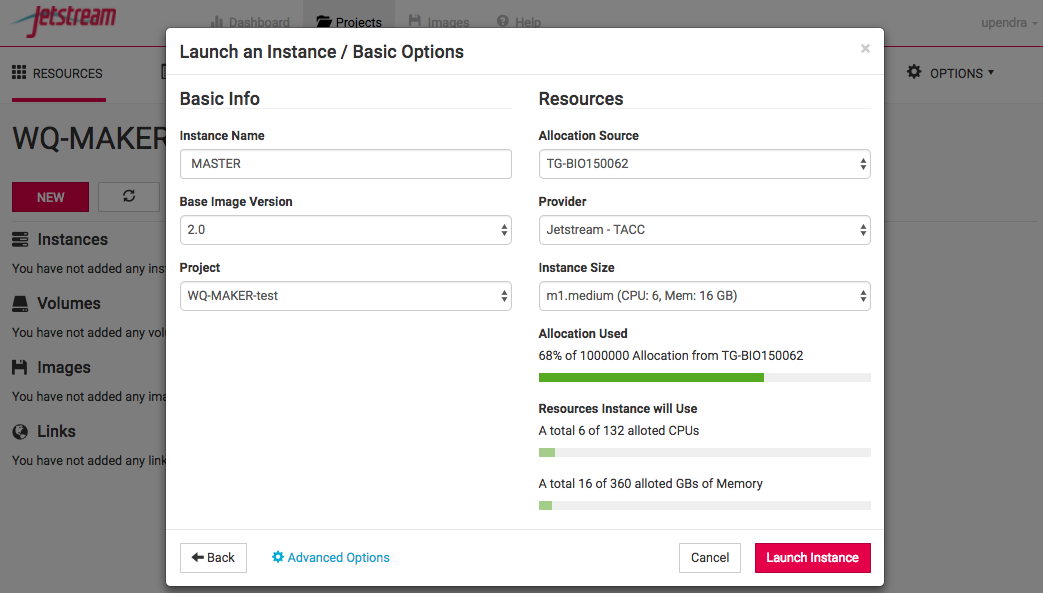 Jetstream
Dashboard
Projects
Images
Help
upendra
RESOURCES
OPTIONS
WQ-MAKER
NEW
Instances
You have not added any ins
Volumes
You have not added any volu
Images
You have not added any ima
Links
You have not added any link
Launch an Instance / Basic Options
×
Basic Info
Instance Name
MASTER
Base Image Version
2.0
Project
WQ-MAKER-test
Resources
Allocation Source
TG-BIO150062
Provider
Jetstream - TACC
Instance Size
m1.medium (CPU: 6, Mem: 16 GB)
Allocation Used
68% of 1000000 Allocation from TG-BIO150062
Resources Instance will Use
A total 6 of 132 alloted CPUs
A total 16 of 360 alloted GBs of Memory
Back
Advanced Options
Cancel
Launch Instance